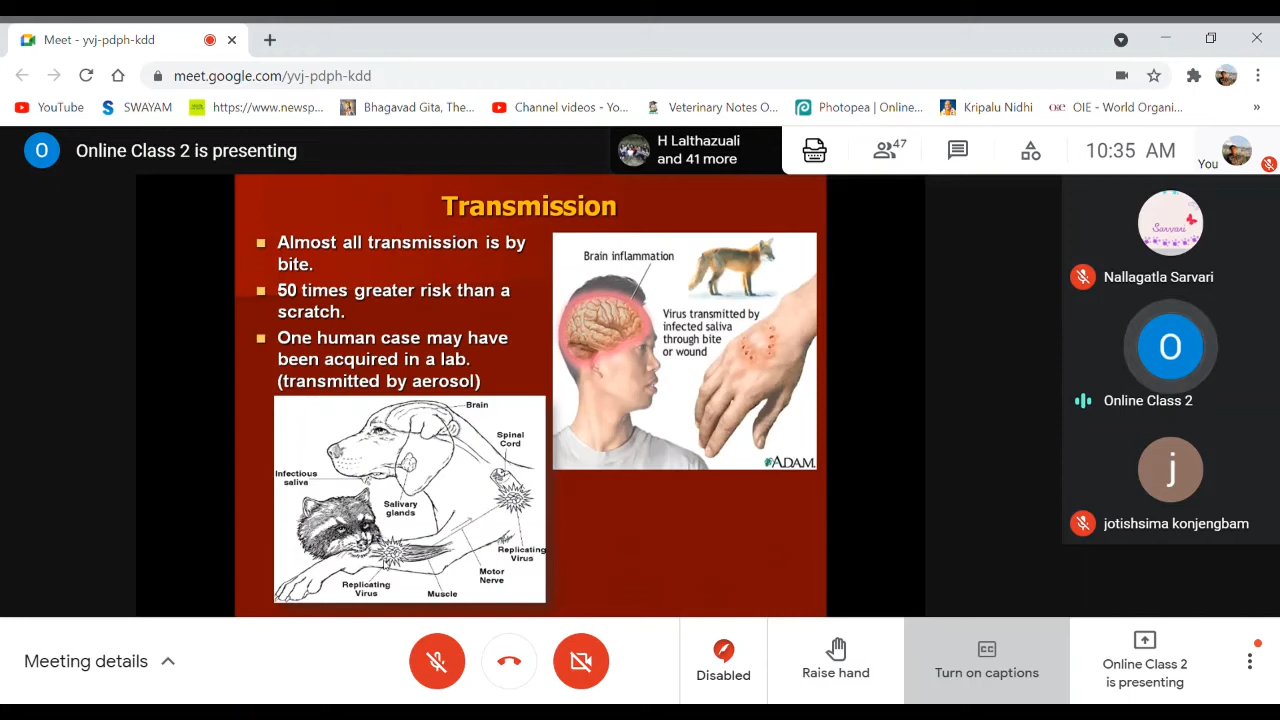 Meet - yvj-pdph-kdd
meet.google.com/yvj-pdph-kdd
YouTube
SWAYAM
https://www.newsp...
Bhagavad Gita, The...
Channel videos - Yo...
Veterinary Notes O...
Photopea | Online...
Kripalu Nidhi
OIE - World Organi...
»
O
Online Class 2 is presenting
H Lalthazuali
and 41 more
47
10:35 AM
You
Transmission
Almost all transmission is by
bite.
50 times greater risk than a
scratch.
One human case may have
been acquired in a lab.
(transmitted by aerosol)
Brain inflammation
Virus transmitted by
infected saliva
through bite
or wound
ADAM.
Brain
Spinal
Cord
Infectious
saliva
Salivary
glands
Replicating
Virus
Motor
Nerve
Replicating
Virus
Muscle
Sarvari
Nallagatla Sarvari
O
Online Class 2
j
jotishsima konjengbam
Meeting details
Disabled
Raise hand
CC
Turn on captions
Online Class 2
is presenting